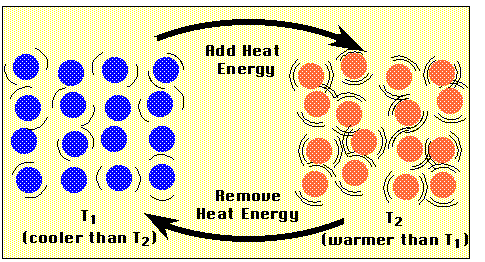 Add Heat
Energy
Remove
Heat Energy
T₁
(cooler than T₂)
T₂
(warmer than T₁)